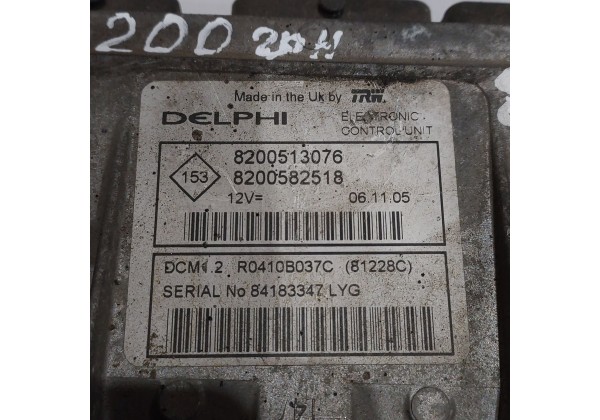 200
Made in the Uk by TRW.
DELPHI ELECTRONIC
CONTROL UNIT
153
8200513076
8200582518
12V= 06.11.05
DCM1.2 R0410B037C (81228C)
SERIAL No 84183347 LYG